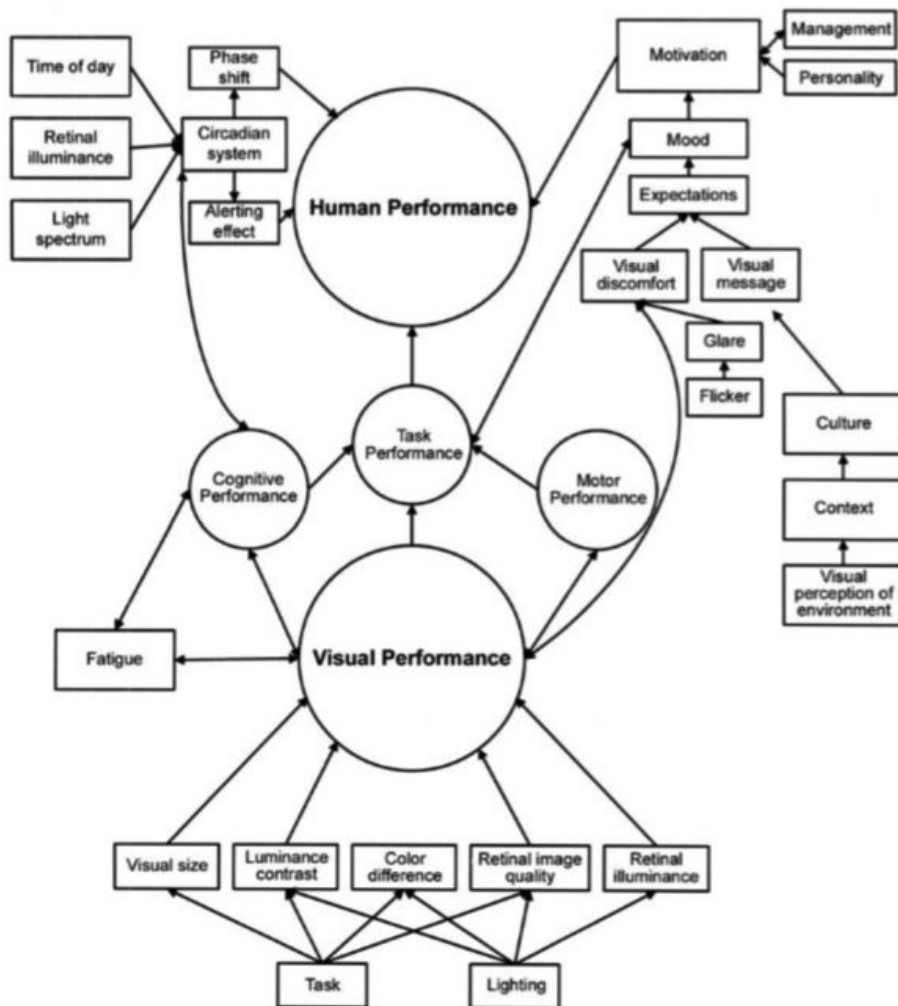 Time of day
Phase
shift
Motivation
Management
Personality
Retinal
illuminance
Circadian
system
Human Performance
Mood
Expectations
Light
spectrum
Alerting
effect
Visual
discomfort
Visual
message
Glare
Flicker
Culture
Context
Visual
perception of
environment
Task
Performance
Cognitive
Performance
Motor
Performance
Fatigue
Visual Performance
Visual size
Luminance
contrast
Color
difference
Retinal image
quality
Retinal
illuminance
Task
Lighting